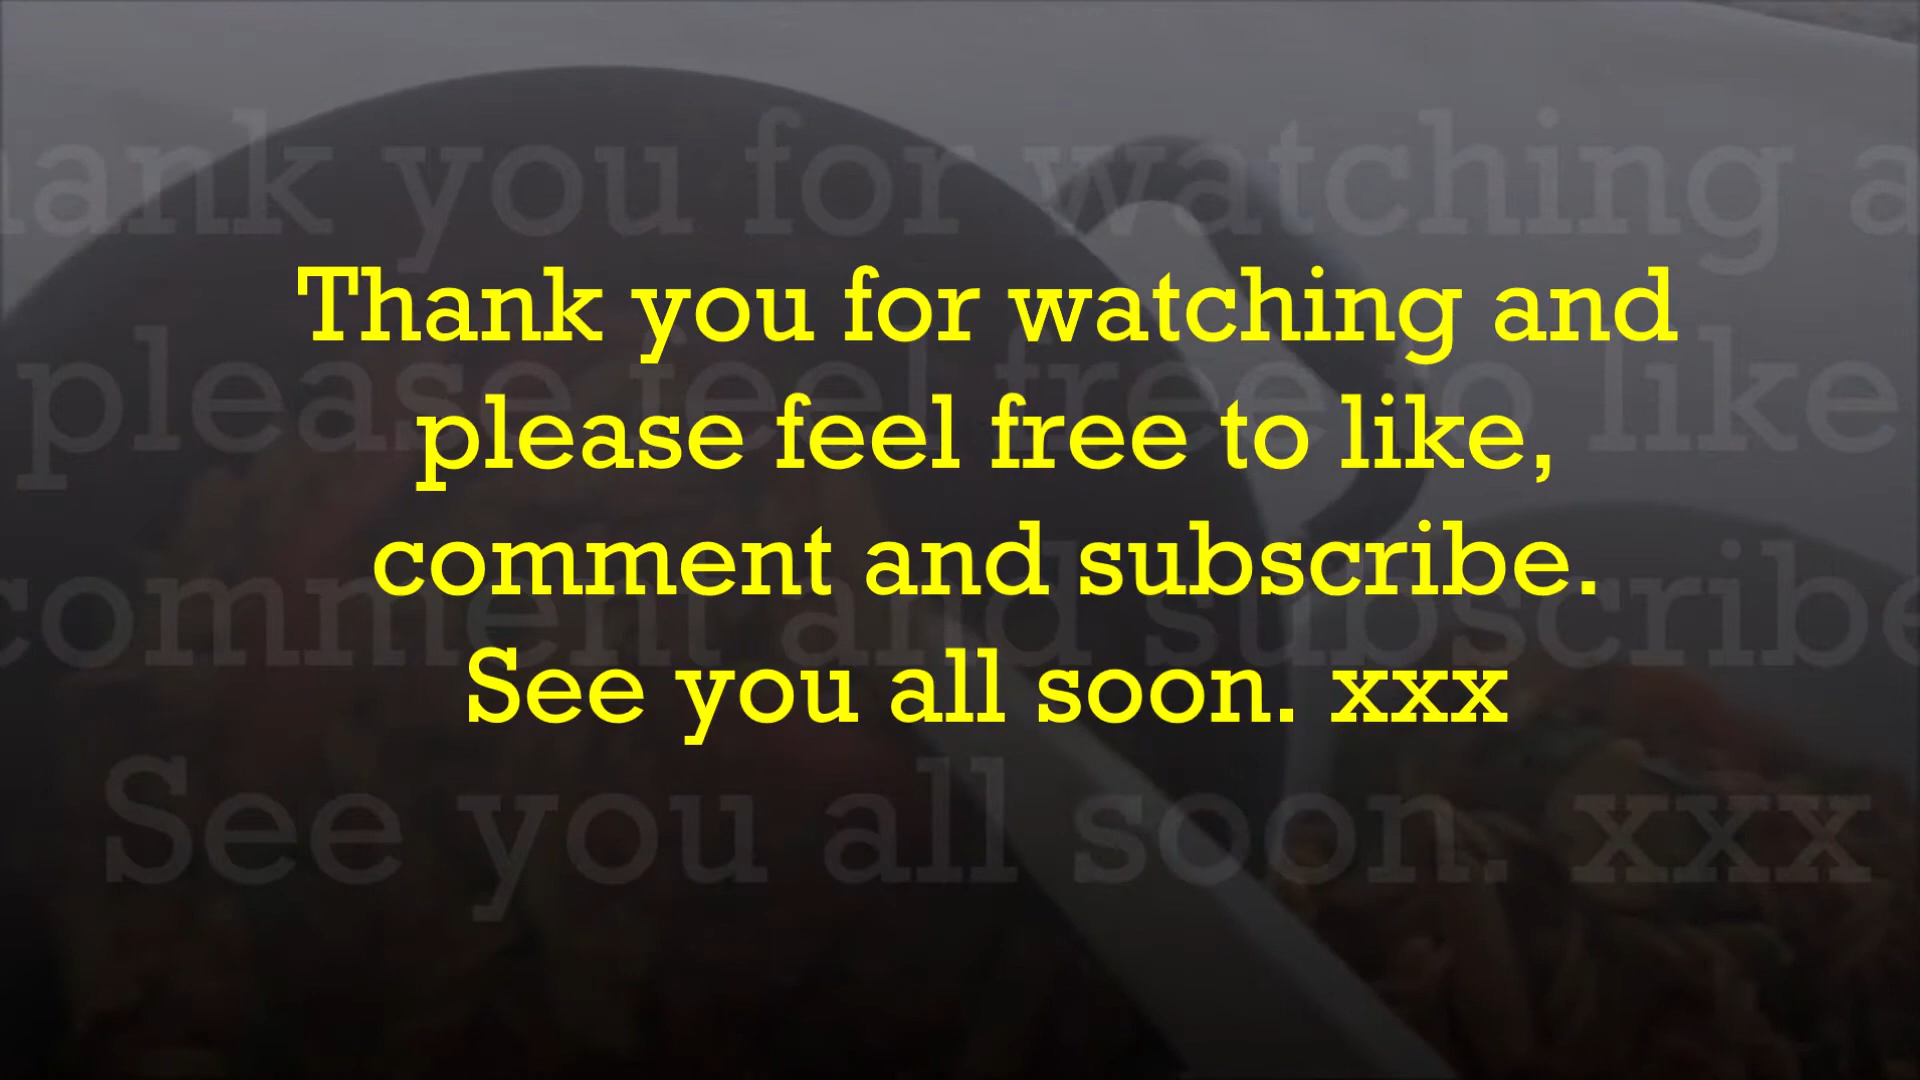 Thank you for watching and
please feel free to like,
comment and subscribe.
See you all soon. xxx